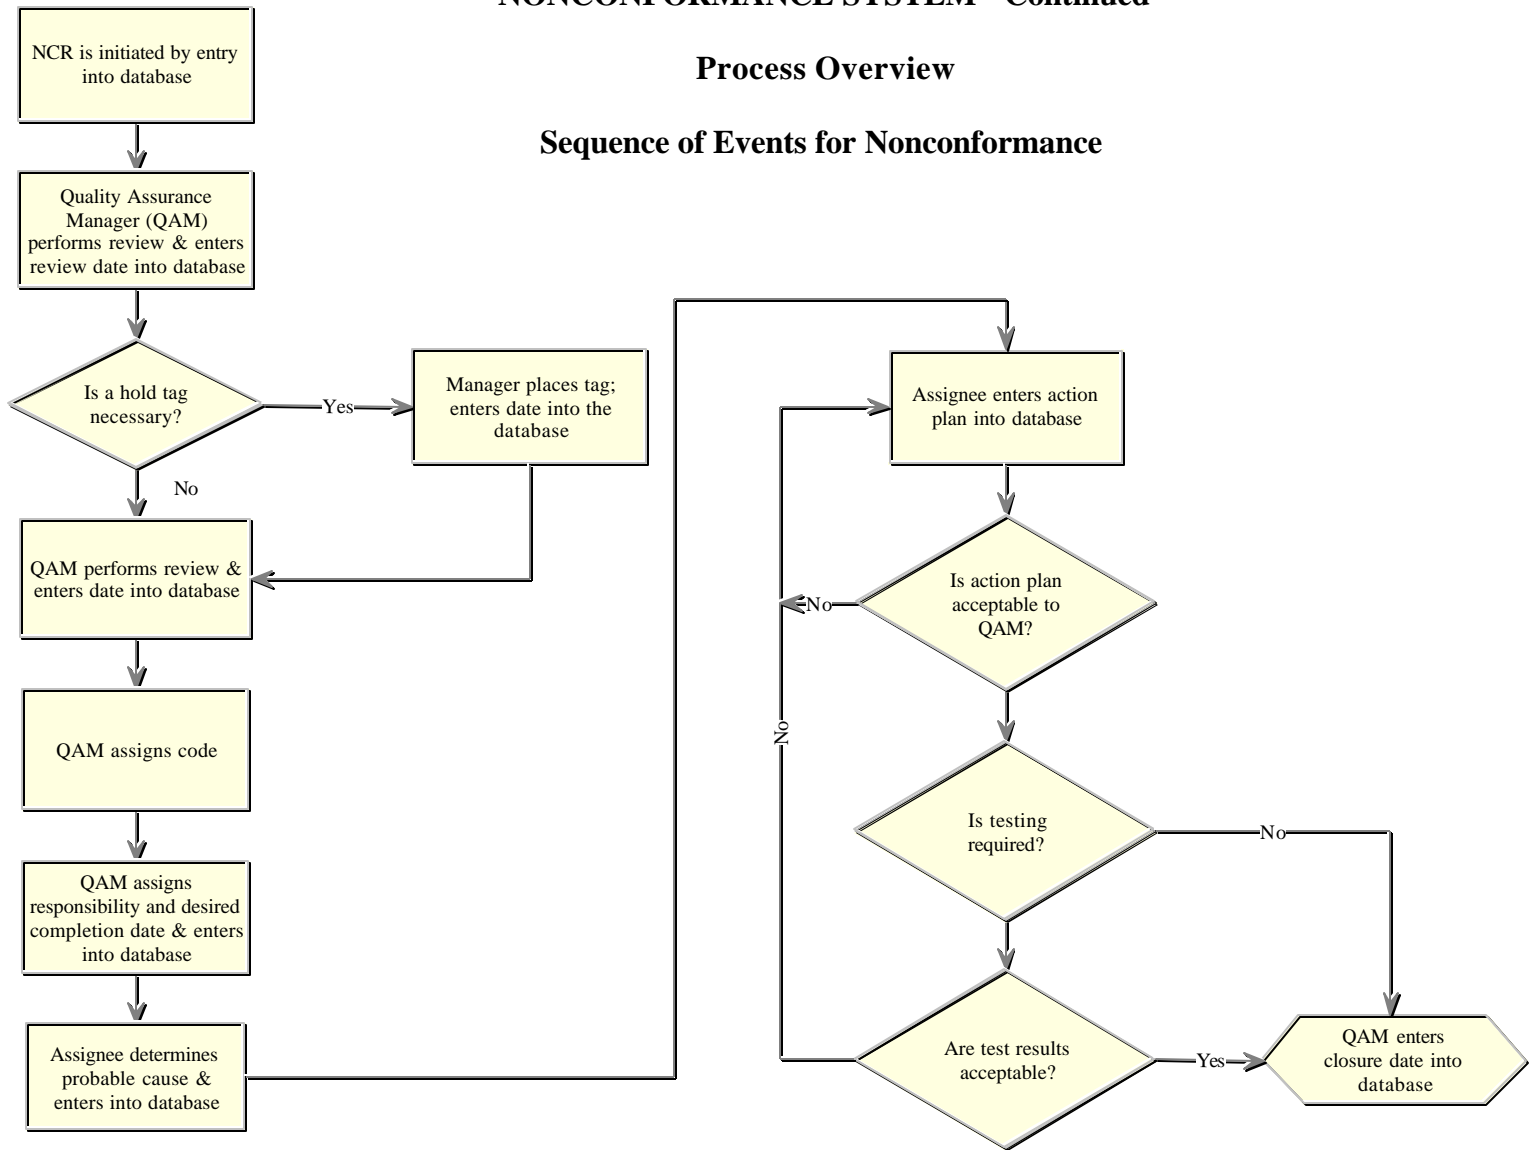 NONCONFORMANCE SYSTEM - Continued
Process Overview
Sequence of Events for Nonconformance
NCR is initiated by entry
into database
Quality Assurance
Manager (QAM)
performs review & enters
review date into database
Is a hold tag
necessary?
Yes
Manager places tag;
enters date into the
database
No
QAM performs review &
enters date into database
QAM assigns code
QAM assigns
responsibility and desired
completion date & enters
into database
Assignee determines
probable cause &
enters into database
Assignee enters action
plan into database
Is action plan
acceptable to
QAM?
No
No
Is testing
required?
No
Are test results
acceptable?
Yes
QAM enters
closure date into
database